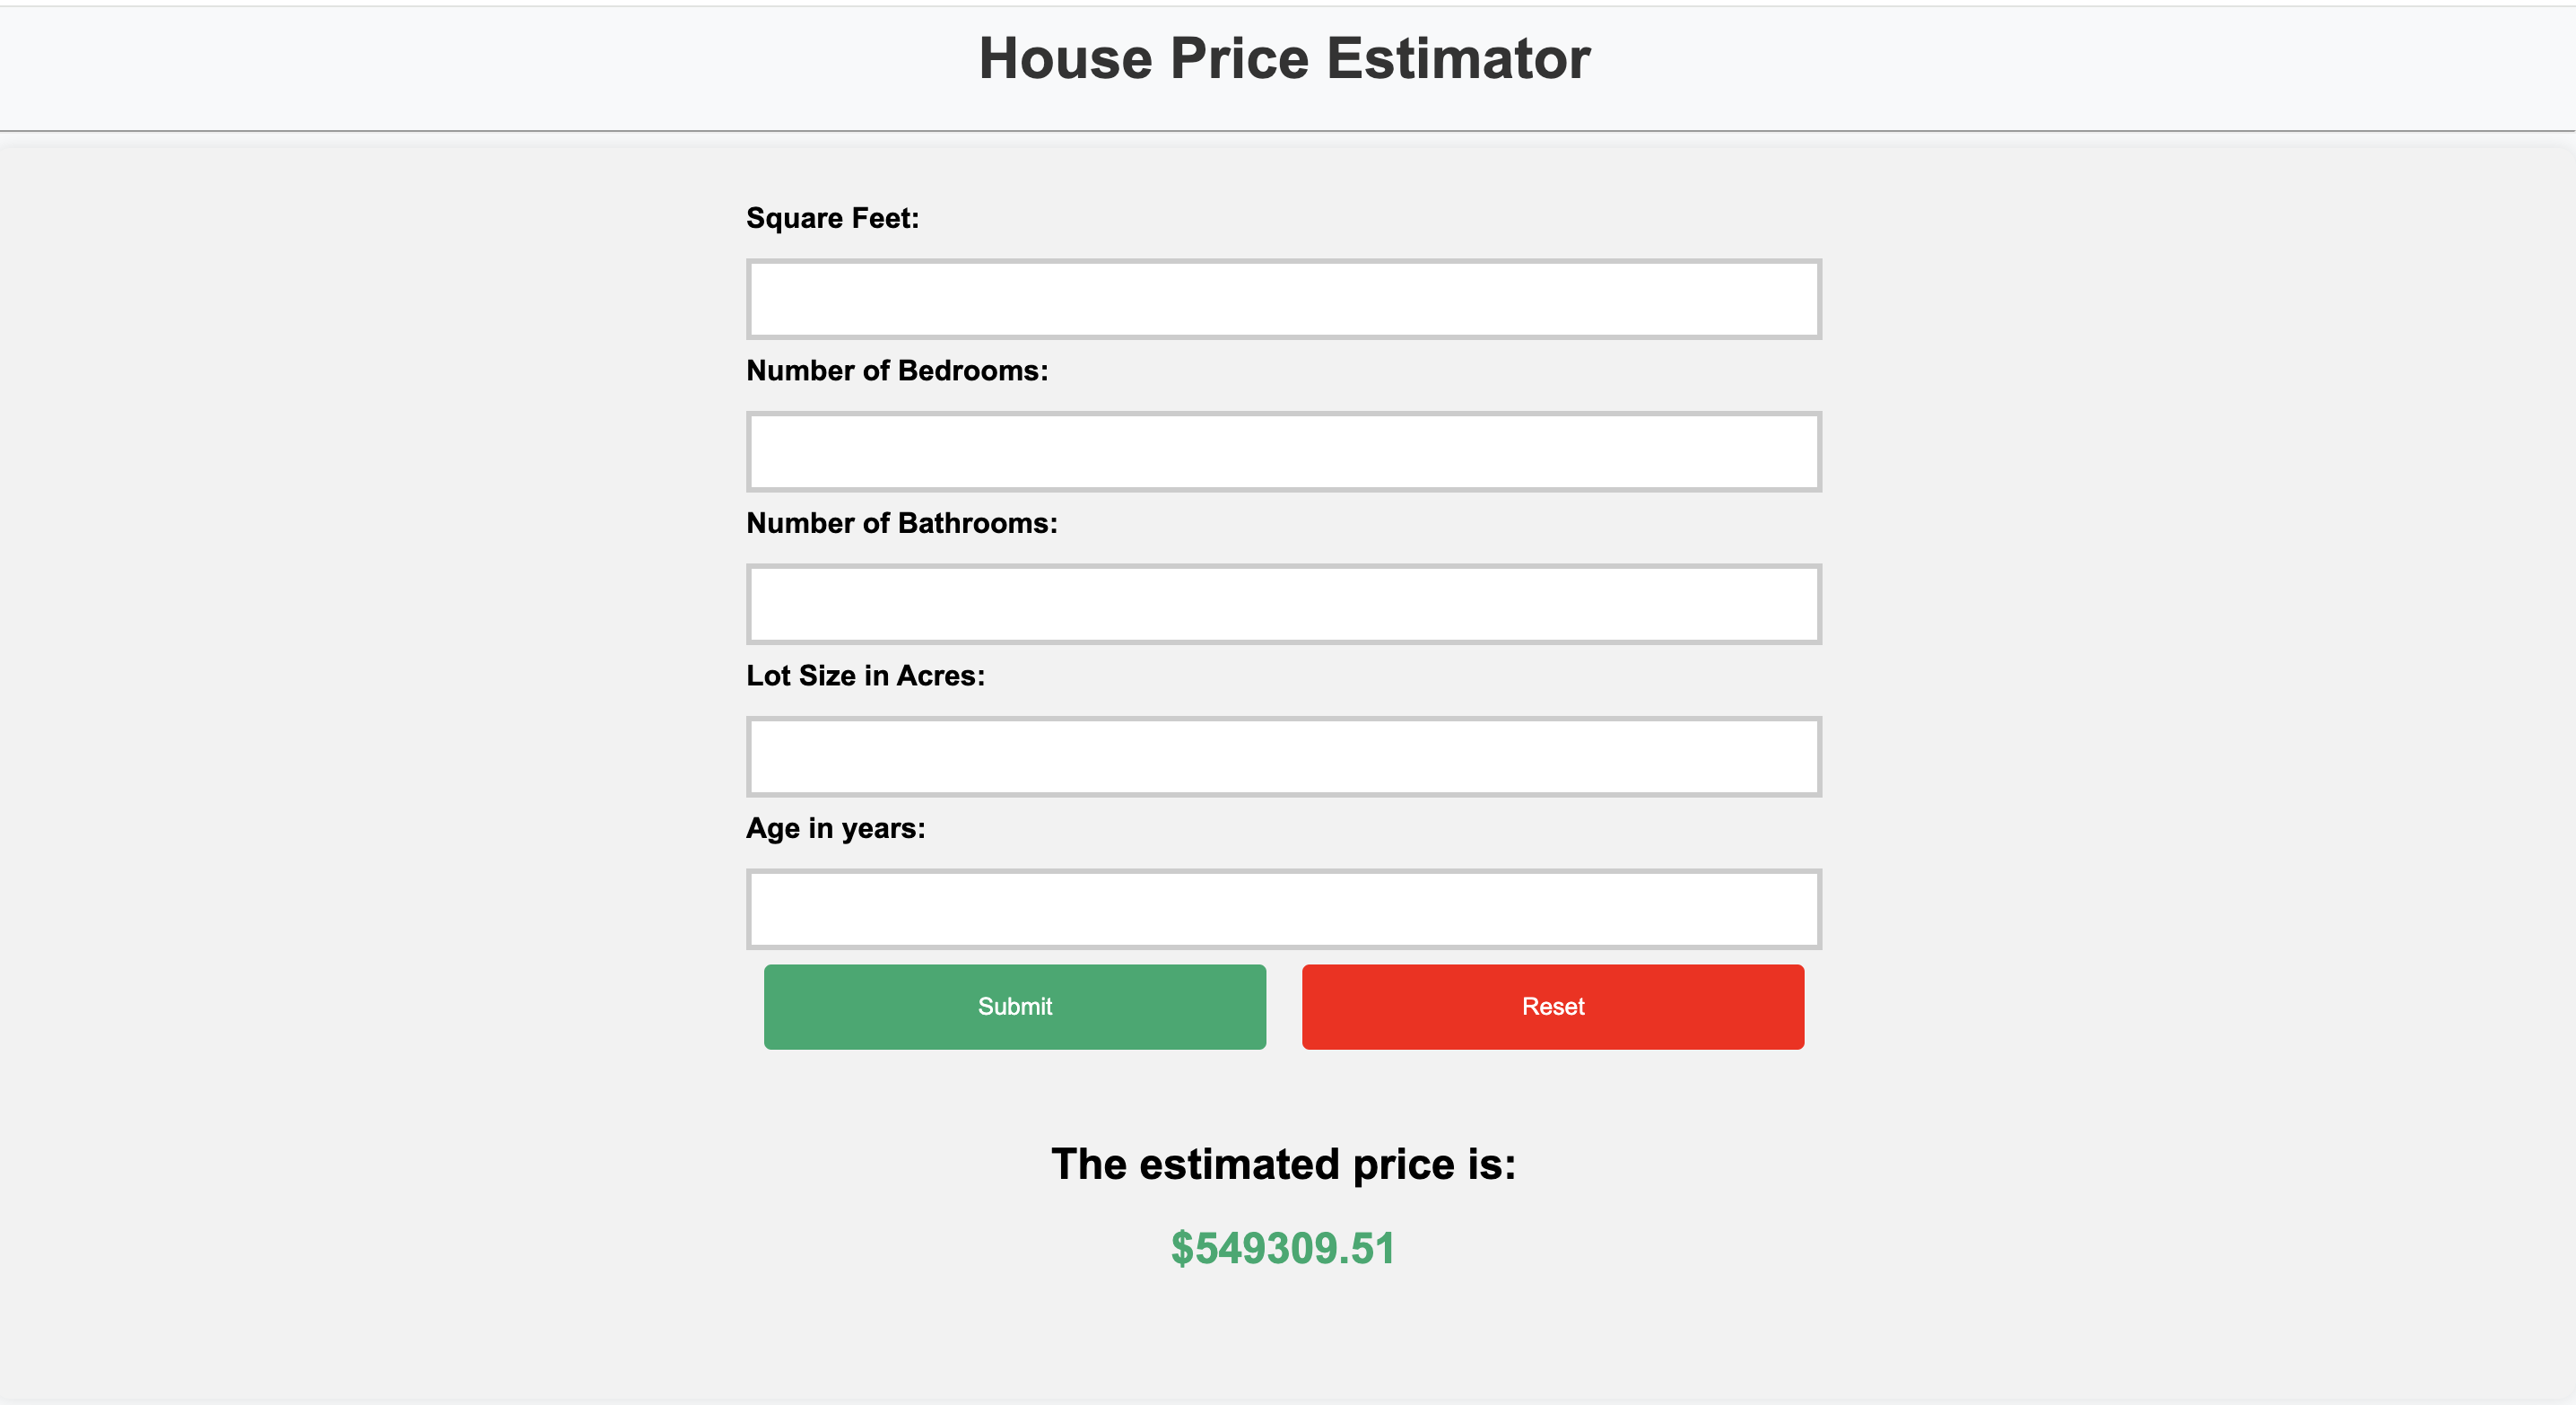 House Price Estimator
Square Feet:
Number of Bedrooms:
Number of Bathrooms:
Lot Size in Acres:
Age in years:
Submit
Reset
The estimated price is:
$549309.51